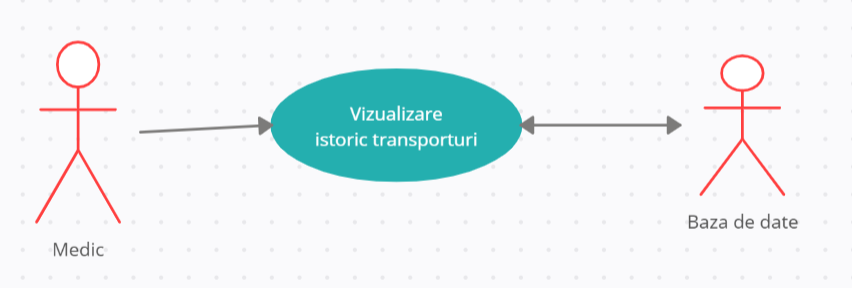 Vizualizare
istoric transporturi
Baza de date
Medic